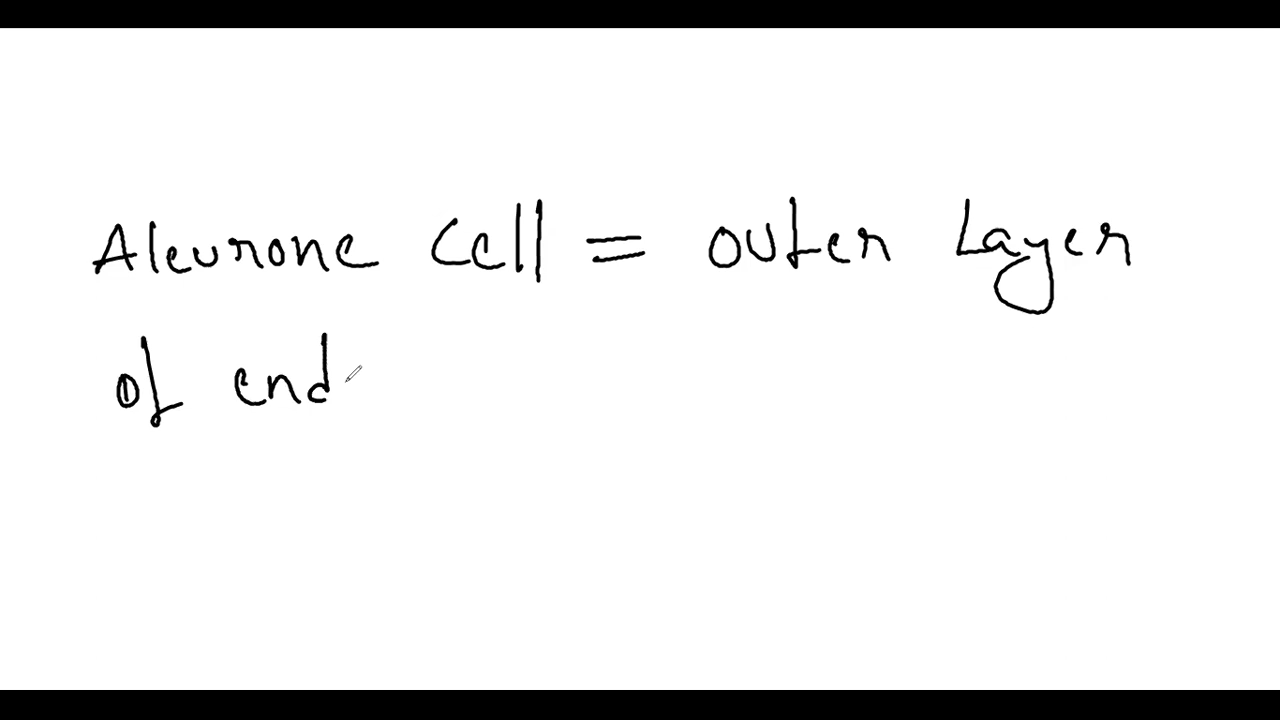 Aleurone cell = outer Layer
of end